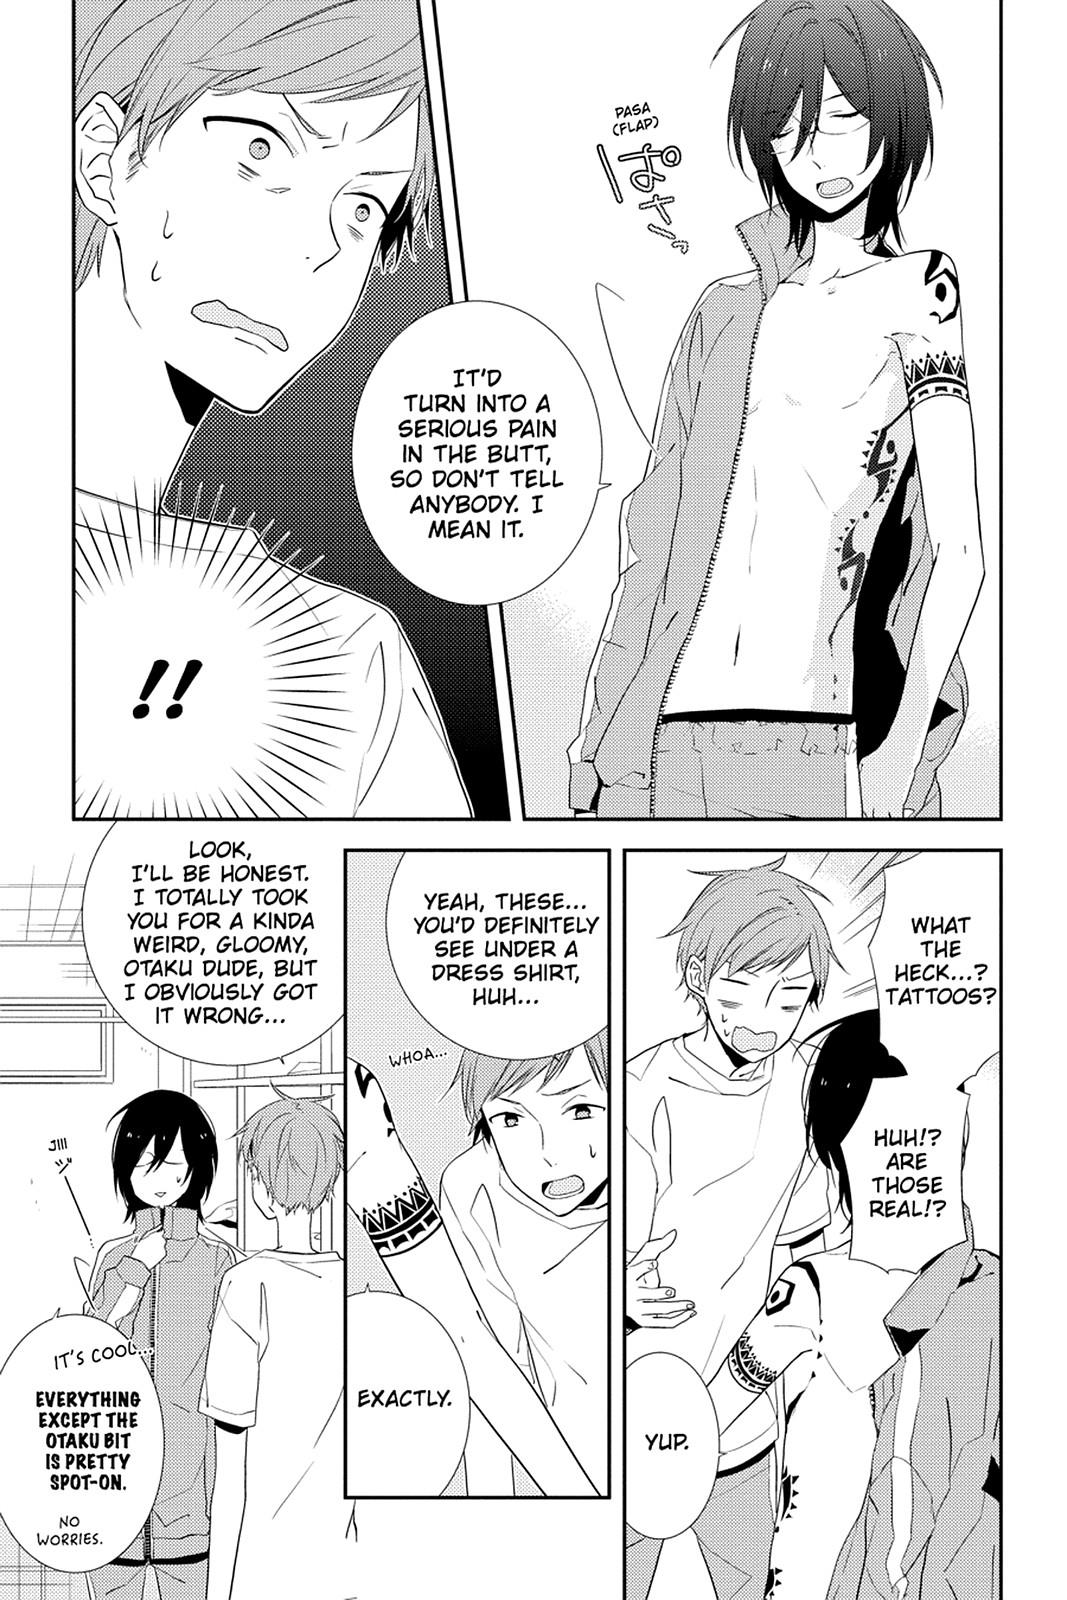 PASA
(FLAP)
ぱさっ
IT'D
TURN INTO A
SERIOUS PAIN
IN THE BUTT,
SO DON'T TELL
ANYBODY. I
MEAN IT.
!!
WHAT
THE
HECK...?
TATTOOS?
HUH!?
ARE
THOSE
REAL!?
YUP.
YEAH, THESE...
YOU'D DEFINITELY
SEE UNDER A
DRESS SHIRT,
HUH...
WHOA...
EXACTLY.
LOOK,
I'LL BE HONEST.
I TOTALLY TOOK
YOU FOR A KINDA
WEIRD, GLOOMY,
OTAKU DUDE, BUT
I OBVIOUSLY GOT
IT WRONG...
JIII
ジー
IT'S COOL...
EVERYTHING
EXCEPT THE
OTAKU BIT
IS PRETTY
SPOT-ON.
NO
WORRIES.